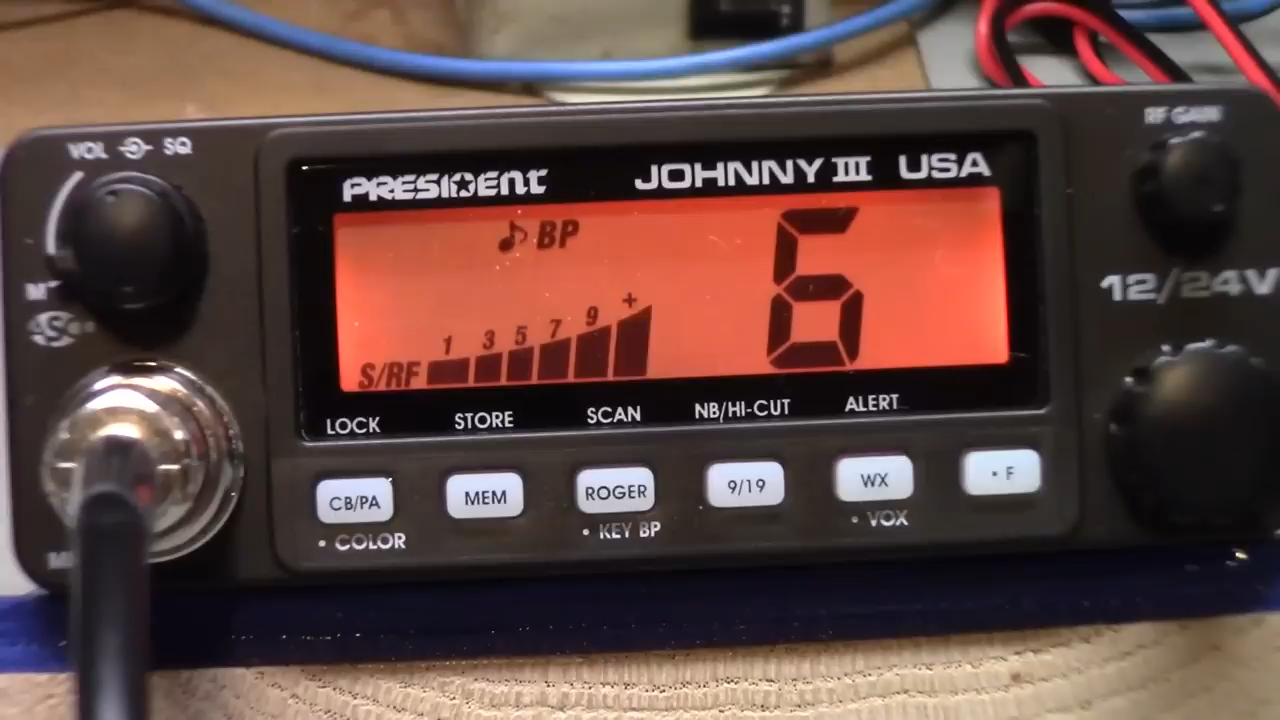 VOL SQ
RF GAIN
PRESIDENT JOHNNY III USA
BP
6
12/24V
1 3 5 7 9 +
S/RF
LOCK STORE SCAN NB/HI-CUT ALERT
CB/PA MEM ROGER 9/19 WX • F
• COLOR • KEY BP • VOX